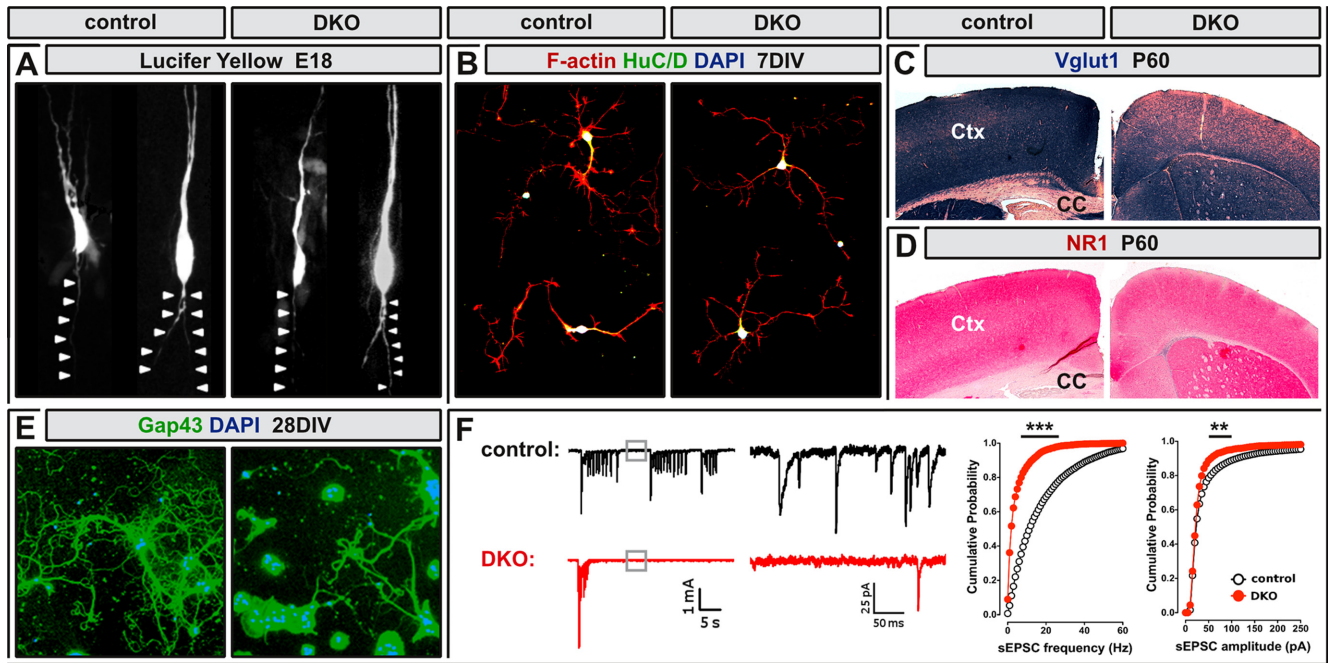 control
DKO
control
DKO
control
DKO
A
Lucifer Yellow E18
B
F-actin HuC/D DAPI 7DIV
C
Vglut1 P60
Ctx
CC
D
NR1 P60
Ctx
CC
E
Gap43 DAPI 28DIV
F
control:
DKO:
1 mA
5 s
25 pA
50 ms
***
1.0
0.8
0.6
0.4
0.2
0.0
Cumulative Probability
0
20
40
60
sEPSC frequency (Hz)
**
1.0
0.8
0.6
0.4
0.2
0.0
Cumulative Probability
control
DKO
0
50
100
150
200
250
sEPSC amplitude (pA)